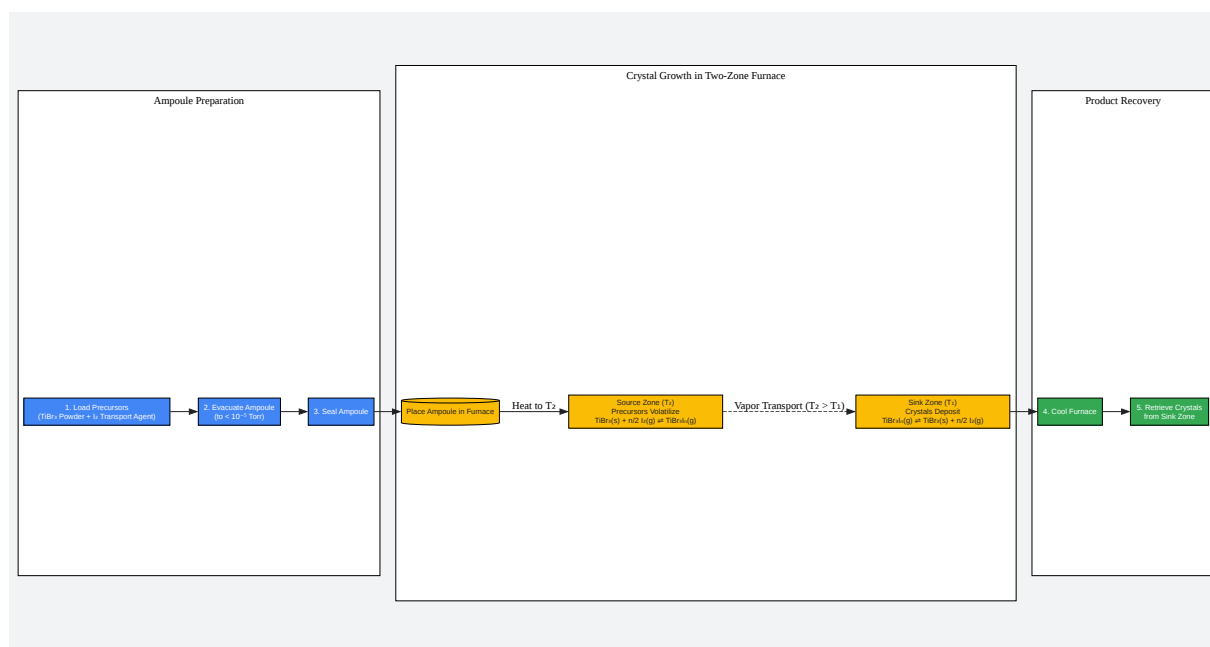 Crystal Growth in Two-Zone Furnace
Ampoule Preparation
Product Recovery
1. Load Precursors
(TiBr₃ Powder + I₂ Transport Agent)
2. Evacuate Ampoule
(to < 10⁻⁵ Torr)
3. Seal Ampoule
Place Ampoule in Furnace
Heat to T₂
Source Zone (T₂)
Precursors Volatilize
TiBr₃(s) + n/2 I₂(g) ⇌ TiBr₃Iₙ(g)
Vapor Transport (T₂ > T₁)
Sink Zone (T₁)
Crystals Deposit
TiBr₃Iₙ(g) ⇌ TiBr₃(s) + n/2 I₂(g)
4. Cool Furnace
5. Retrieve Crystals
from Sink Zone